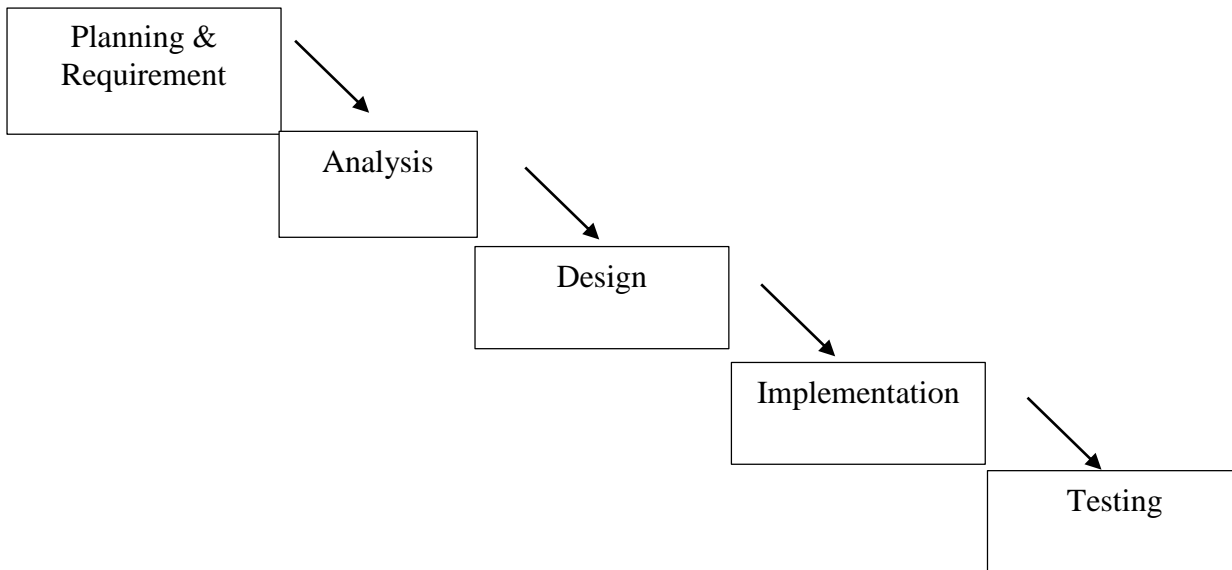 Planning &
Requirement
Analysis
Design
Implementation
Testing